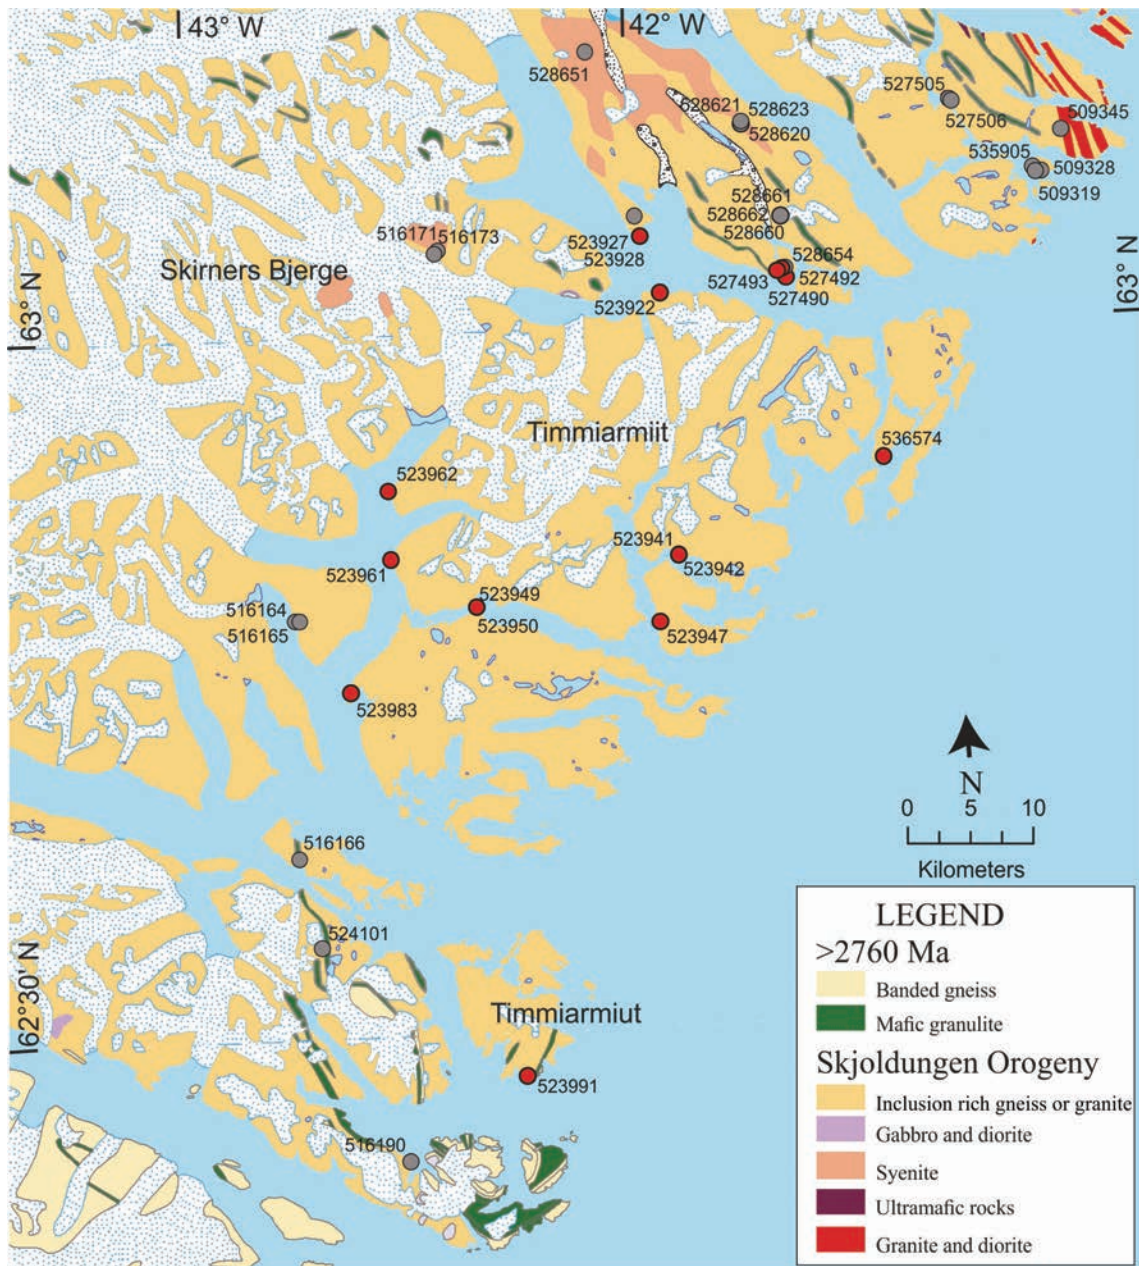 43° W
42° W
528651
527505
528621
528623
509345
528620
527506
535905
509328
528661
509319
528662
516171
516173
528660
523927
523928
528654
63° N
63° N
Skirners Bjerge
527493
527492
523922
527490
Timmiarmiit
536574
523962
523941
523961
523942
523949
516164
523950
516165
523947
523983
N
0 5 10
Kilometers
516166
LEGEND
>2760 Ma
524101
62°30' N
Banded gneiss
Timmiarmiut
Mafic granulite
Skjoldungen Orogeny
523991
Inclusion rich gneiss or granite
Gabbro and diorite
516190
Syenite
Ultramafic rocks
Granite and diorite